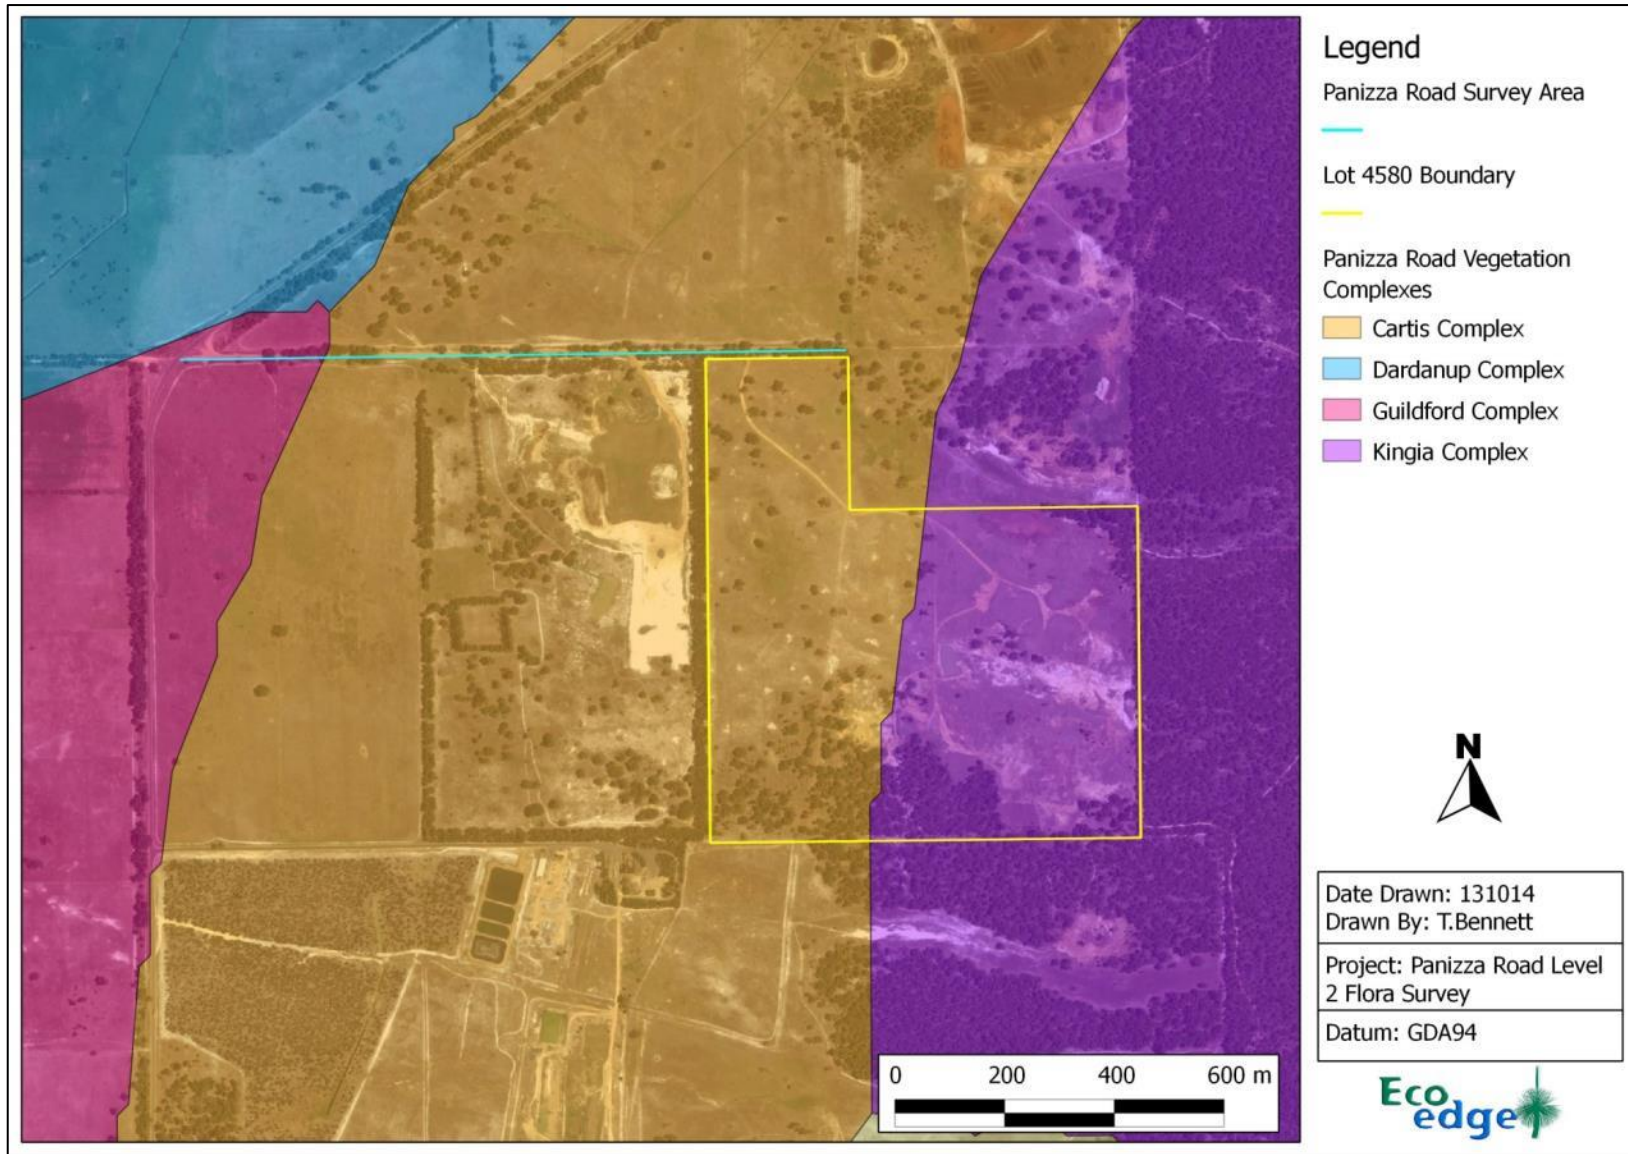 Legend
Panizza Road Survey Area
Lot 4580 Boundary
Panizza Road Vegetation
Complexes
Cartis Complex
Dardanup Complex
Guildford Complex
Kingia Complex
N
Date Drawn: 131014
Drawn By: T.Bennett
Project: Panizza Road Level
2 Flora Survey
Datum: GDA94
0 200 400 600 m
Eco
edge